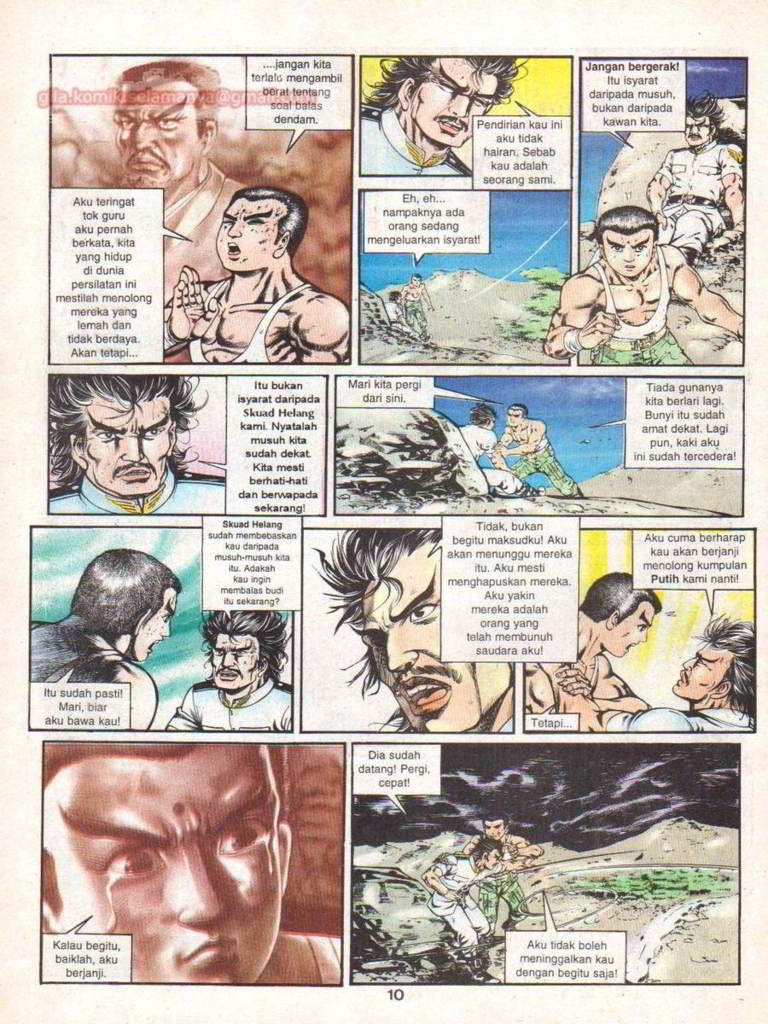 ....jangan kita
terlalu mengambil
berat tentang
soal balas
dendam.
gila.komik.selamanya@gmail.com
Aku teringat
tok guru
aku pernah
berkata, kita
yang hidup
di dunia
persilatan ini
mestilah menolong
mereka yang
lemah dan
tidak berdaya.
Akan tetapi...
Pendirian kau ini
aku tidak
hairan. Sebab
kau adalah
seorang sami.
Eh, eh...
nampaknya ada
orang sedang
mengeluarkan isyarat!
Jangan bergerak!
Itu isyarat
daripada musuh,
bukan daripada
kawan kita.
Itu bukan
isyarat daripada
Skuad Helang
kami. Nyatalah
musuh kita
sudah dekat.
Kita mesti
berhati-hati
dan berwapada
sekarang!
Mari kita pergi
dari sini.
Tiada gunanya
kita berlari lagi.
Bunyi itu sudah
amat dekat. Lagi
pun, kaki aku
ini sudah tercedera!
Skuad Helang
sudah membebaskan
kau daripada
musuh-musuh kita
itu. Adakah
kau ingin
membalas budi
itu sekarang?
Itu sudah pasti!
Mari, biar
aku bawa kau!
Tidak, bukan
begitu maksudku! Aku
akan menunggu mereka
itu. Aku mesti
menghapuskan mereka.
Aku yakin
mereka adalah
orang yang
telah membunuh
saudara aku!
Aku cuma berharap
kau akan berjanji
menolong kumpulan
Putih kami nanti!
Tetapi...
Kalau begitu,
baiklah, aku
berjanji.
Dia sudah
datang! Pergi,
cepat!
Aku tidak boleh
meninggalkan kau
dengan begitu saja!
10